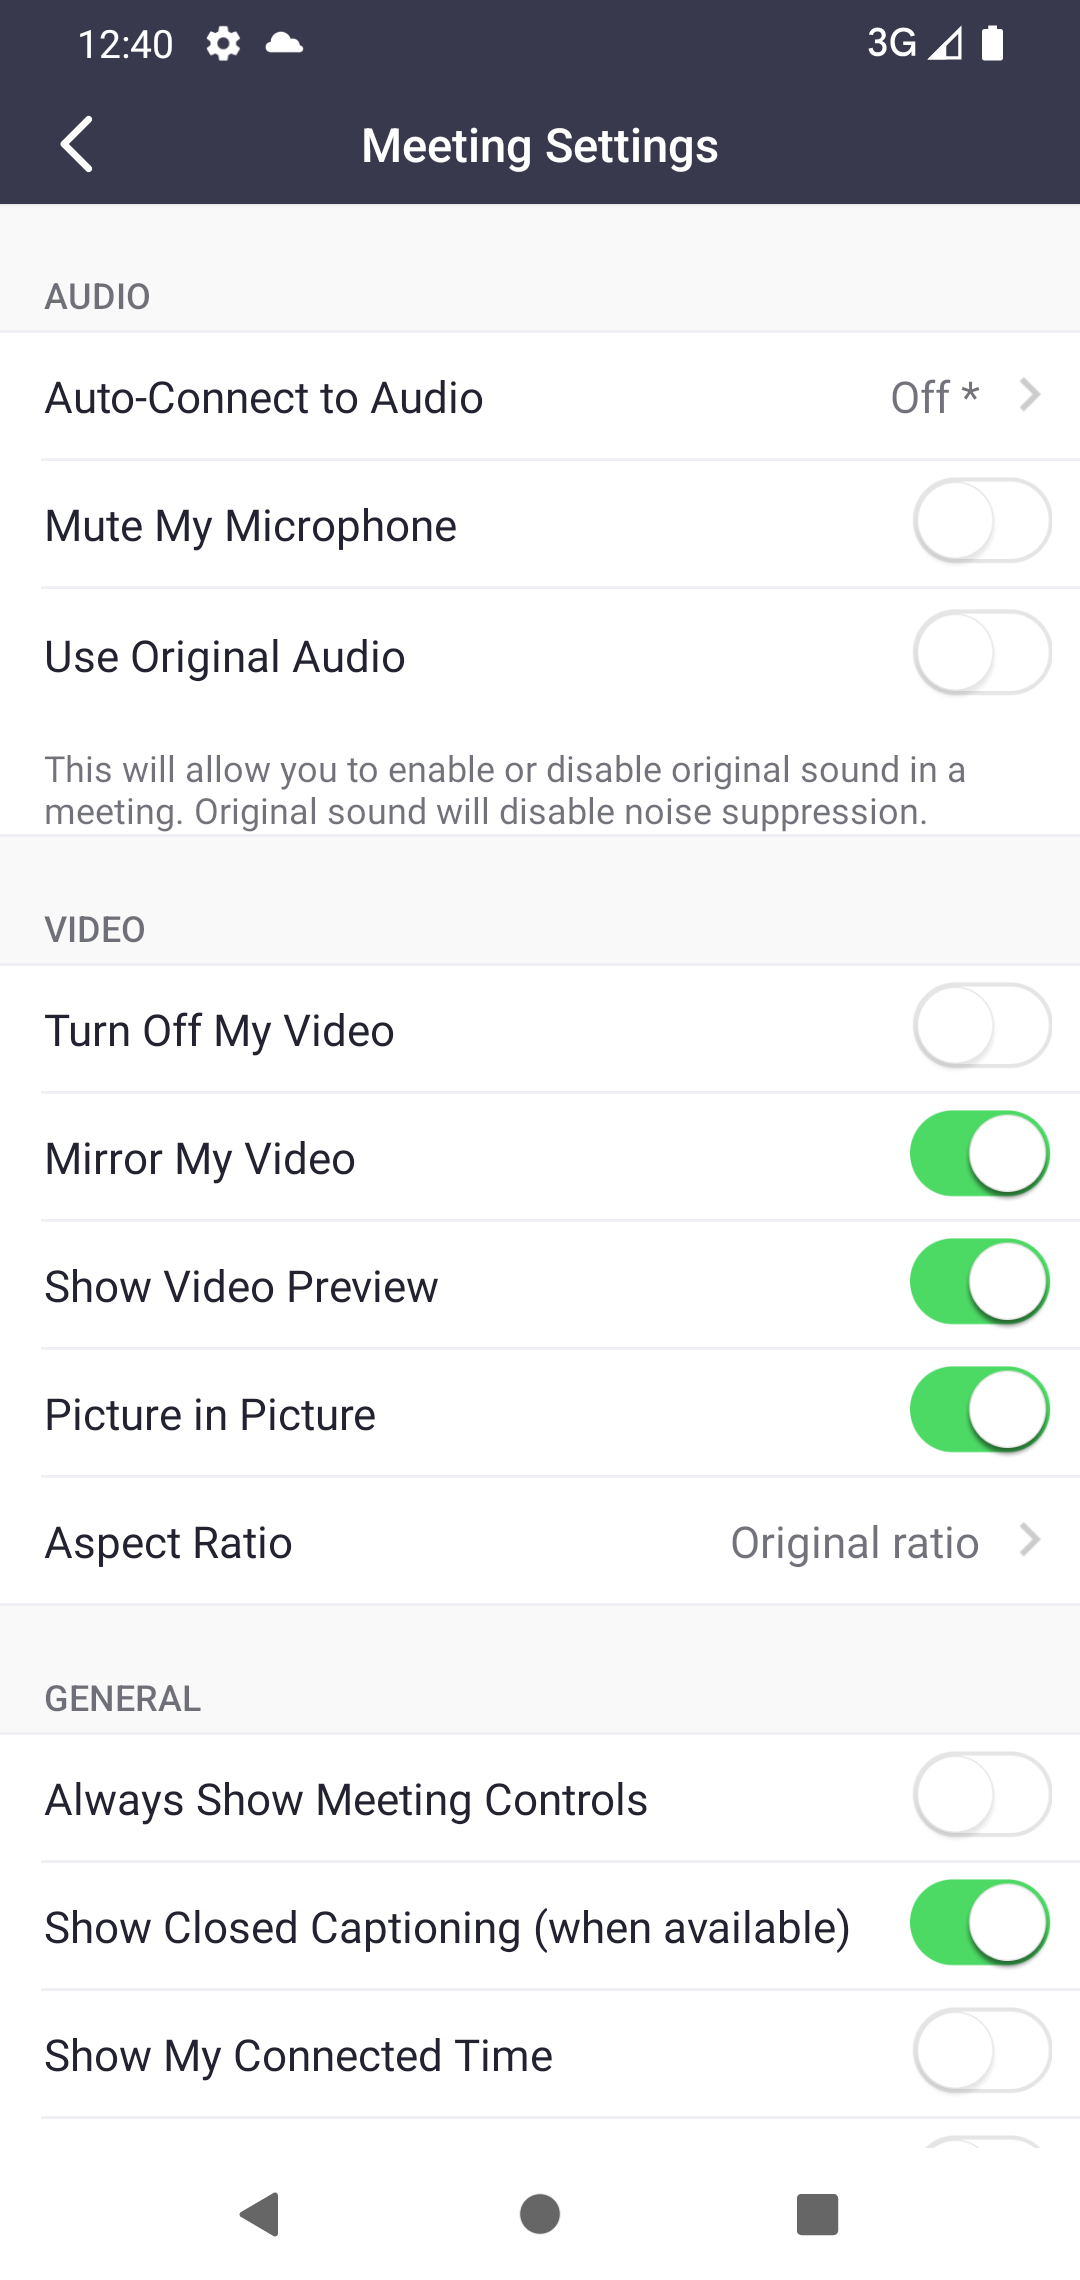 12:40
3G
Meeting Settings
AUDIO
Auto-Connect to Audio
Off *
Mute My Microphone
Use Original Audio
This will allow you to enable or disable original sound in a
meeting. Original sound will disable noise suppression.
VIDEO
Turn Off My Video
Mirror My Video
Show Video Preview
Picture in Picture
Aspect Ratio
Original ratio
GENERAL
Always Show Meeting Controls
Show Closed Captioning (when available)
Show My Connected Time